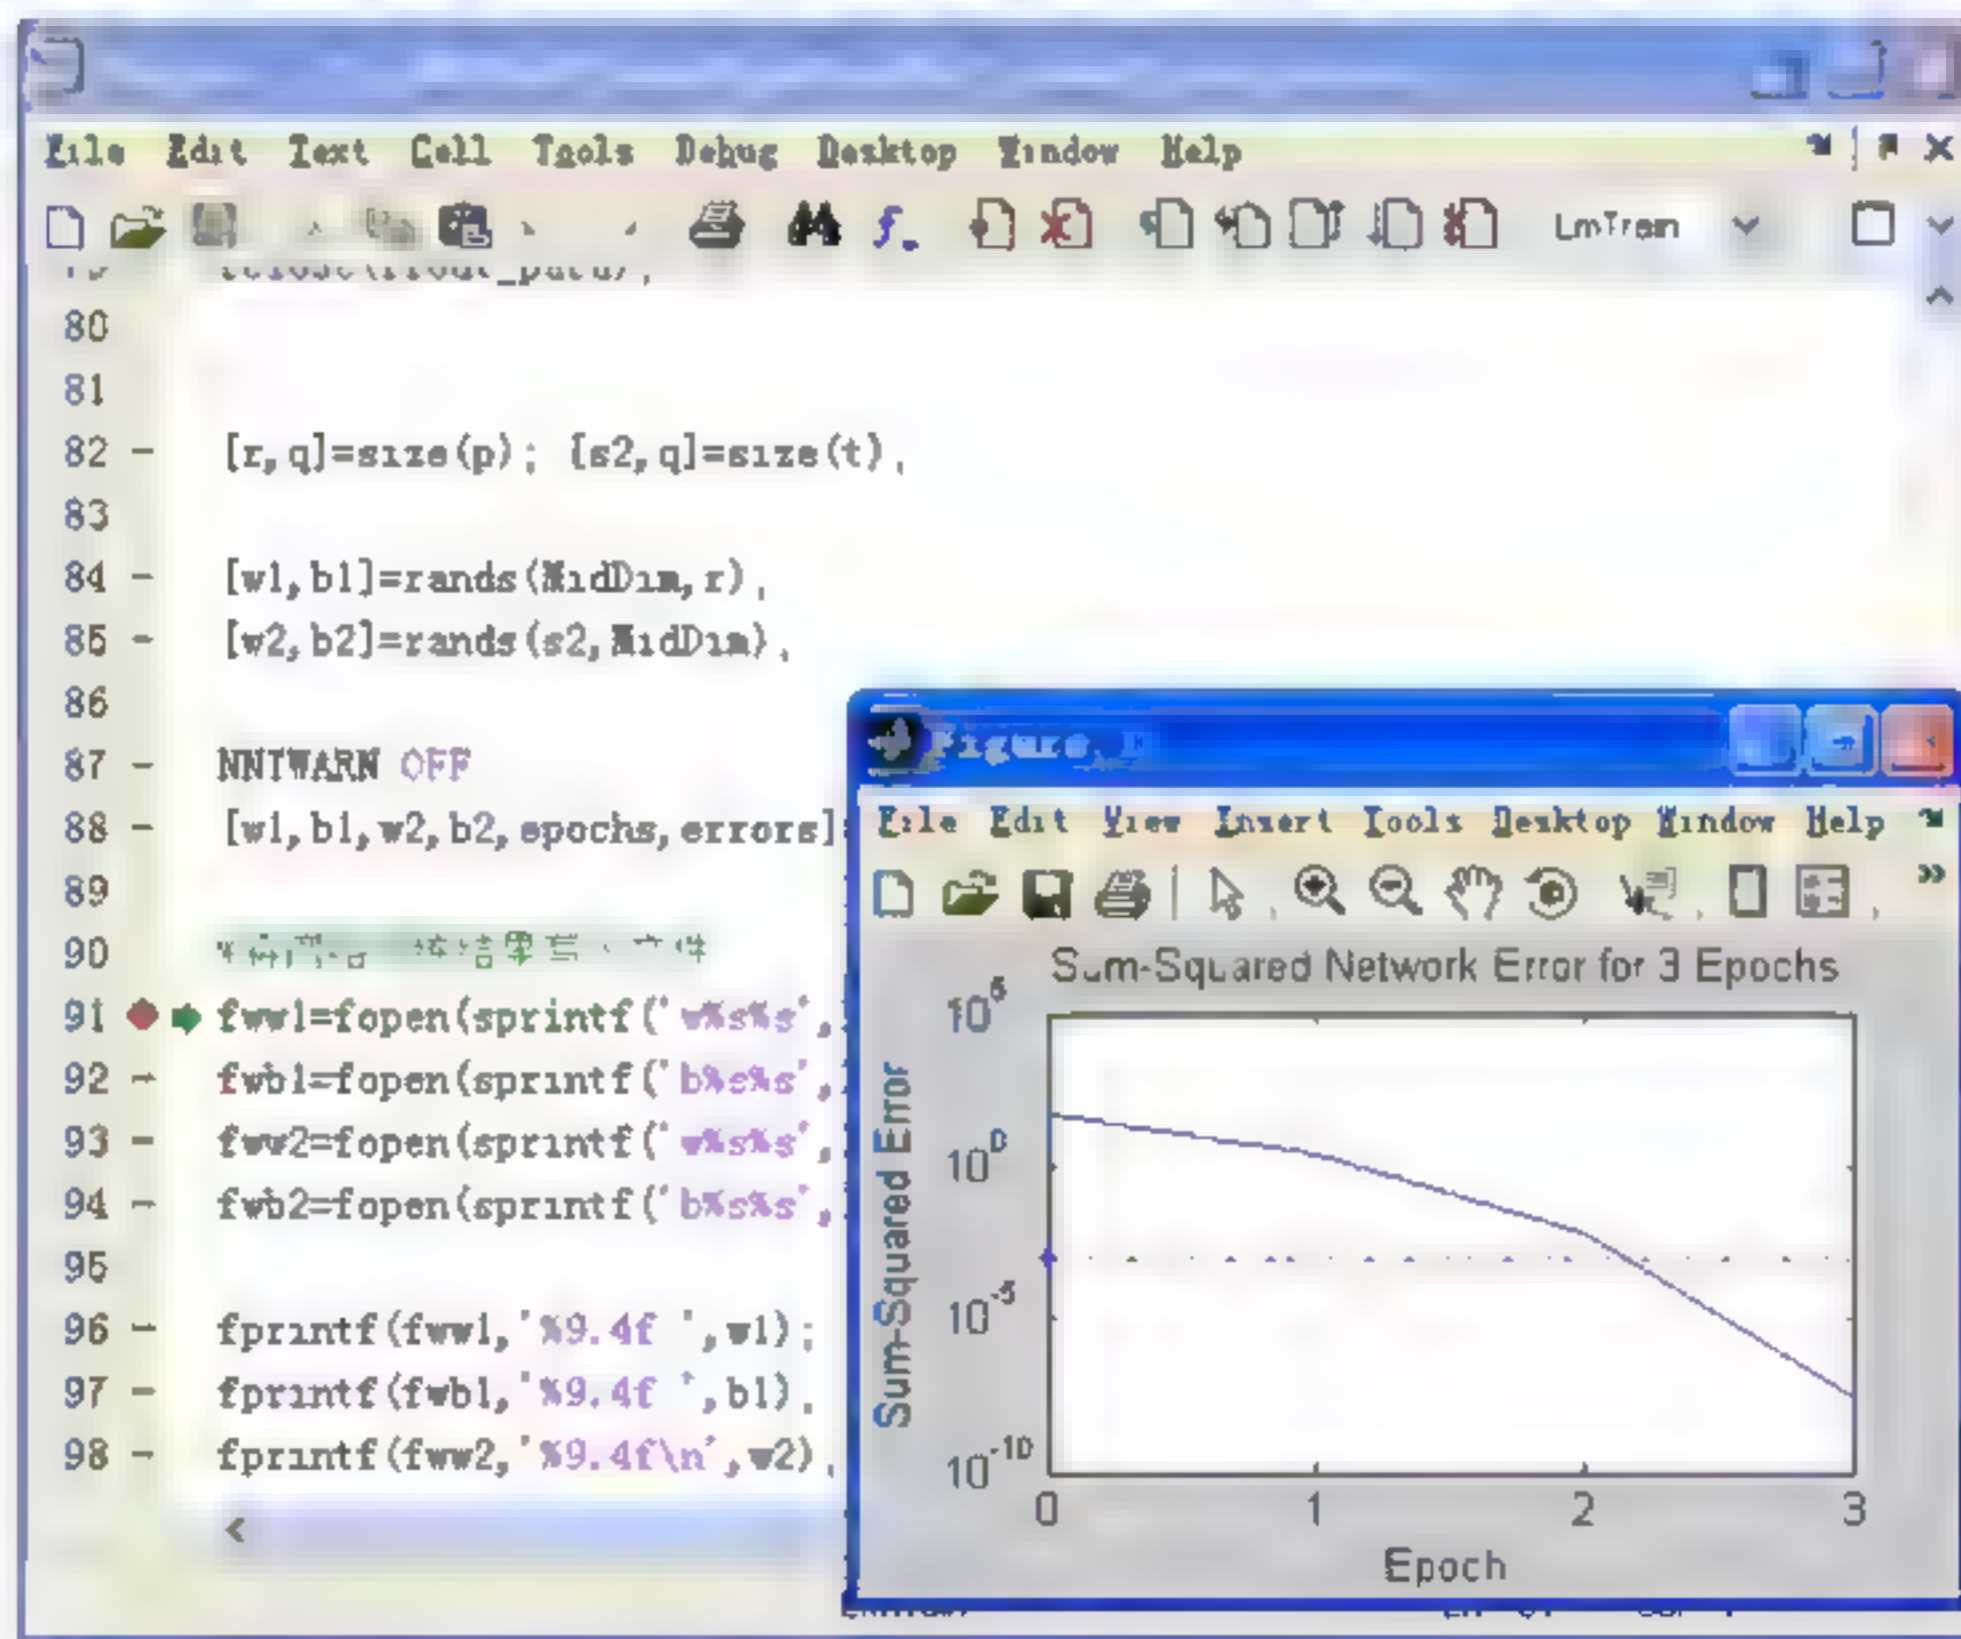 File Edit Text Cell Tools Debug Desktop Window Help
LmTrain
80
81
82 - [r,q]=size(p); [s2,q]=size(t);
83
84 - [w1,b1]=rands(MidDim,r);
85 - [w2,b2]=rands(s2,MidDim);
86
87 - NNTWARN OFF
88 - [w1,b1,w2,b2,epochs,errors]
89
90
91 fww1=fopen(sprintf('w%s%s',
92 - fwb1=fopen(sprintf('b%s%s',
93 - fww2=fopen(sprintf('w%s%s',
94 - fwb2=fopen(sprintf('b%s%s',
95
96 - fprintf(fww1,'%9.4f ',w1);
97 - fprintf(fwb1,'%9.4f ',b1);
98 - fprintf(fww2,'%9.4f\n',w2);
Figure
File Edit View Insert Tools Desktop Window Help
Sum-Squared Network Error for 3 Epochs
Sum-Squared Error
10^5
10^0
10^-5
10^-10
0 1 2 3
Epoch